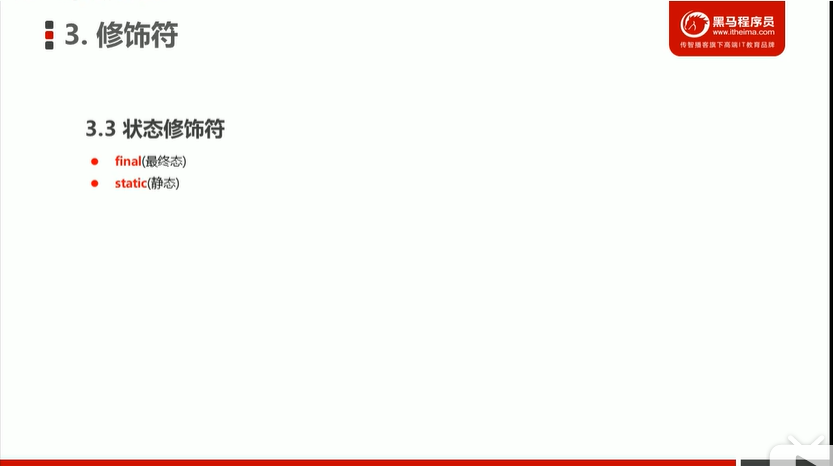 3. 修饰符
黑马程序员
www.itheima.com
传智播客旗下高端IT教育品牌
3.3 状态修饰符
final(最终态)
static(静态)